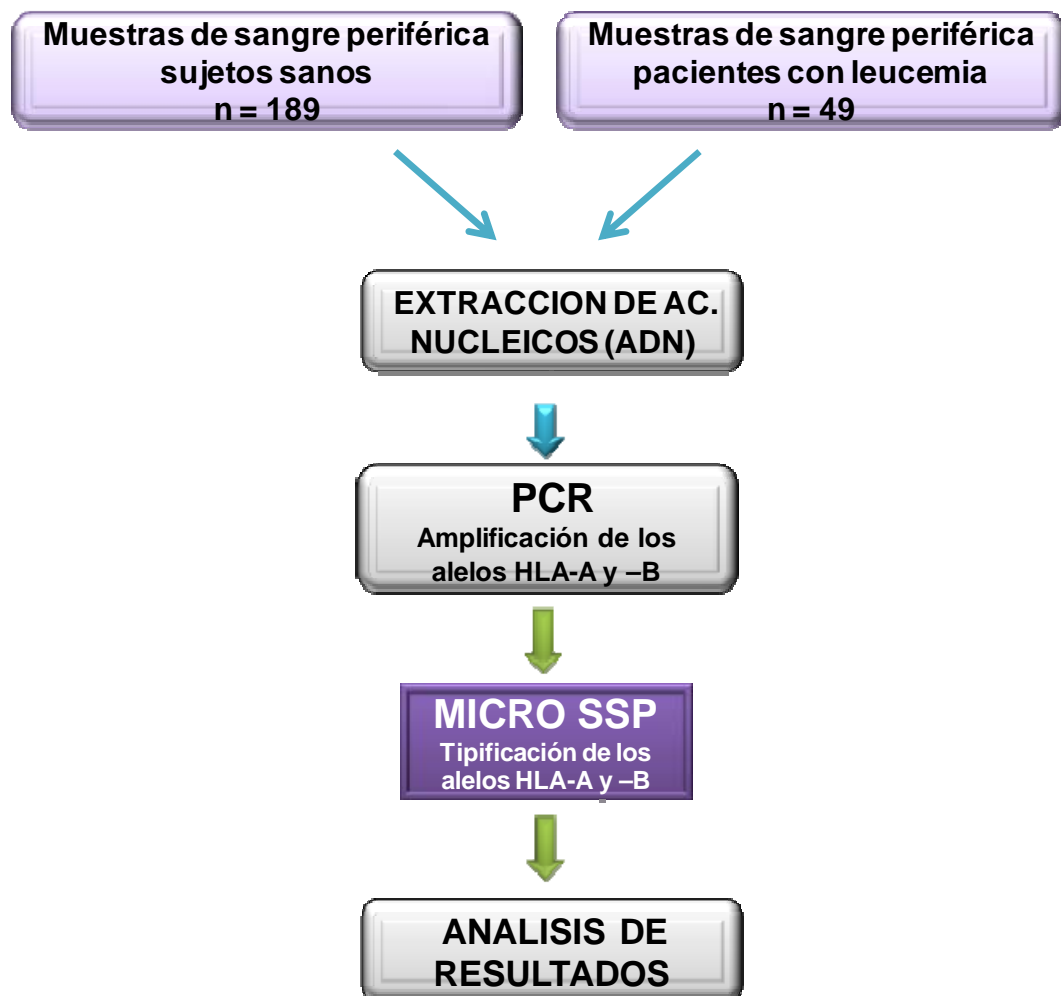 Muestras de sangre periférica
sujetos sanos
n = 189
Muestras de sangre periférica
pacientes con leucemia
n = 49
EXTRACCION DE AC.
NUCLEICOS (ADN)
PCR
Amplificación de los
alelos HLA-A y –B
MICRO SSP
Tipificación de los
alelos HLA-A y –B
ANALISIS DE
RESULTADOS